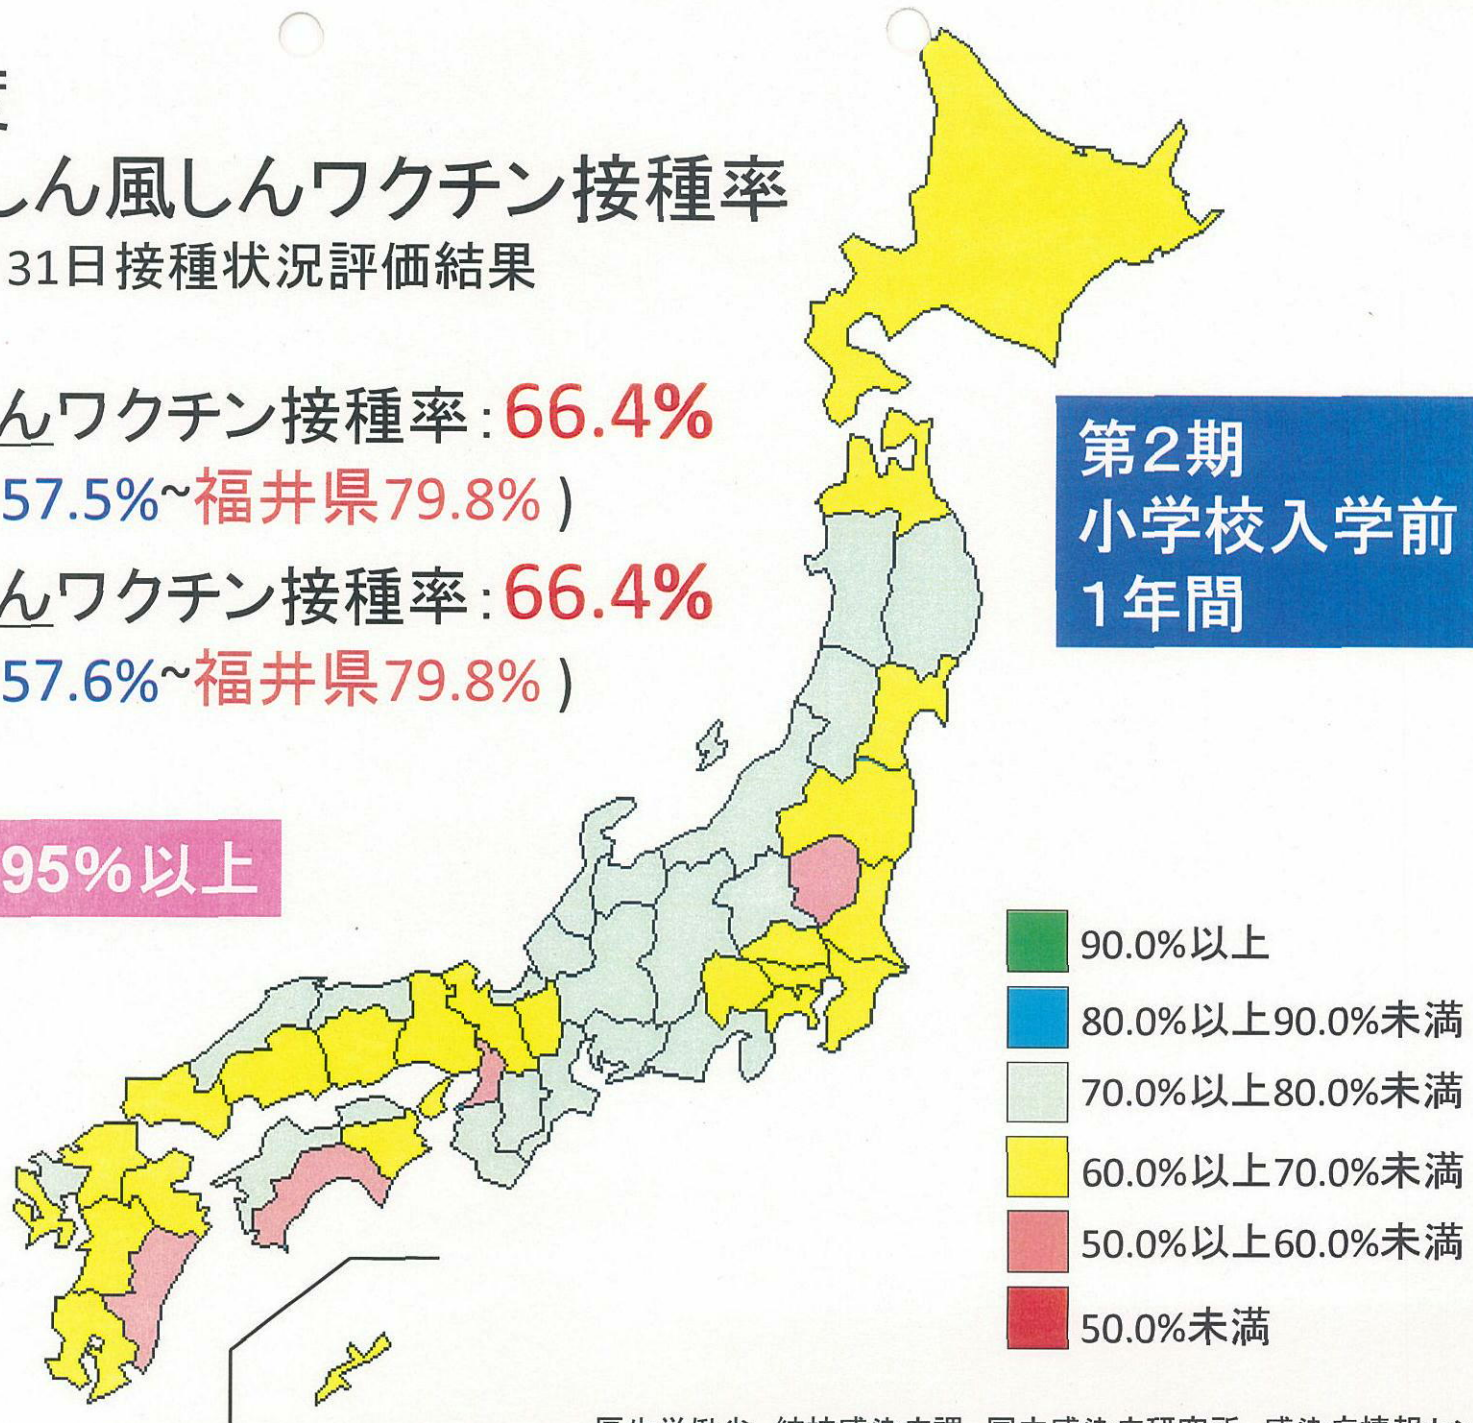 しん風しんワクチン接種率
31日接種状況評価結果
んワクチン接種率:66.4%
57.5%~福井県79.8% )
んワクチン接種率:66.4%
57.6%~福井県79.8% )
第2期
小学校入学前
1年間
95%以上
90.0%以上
80.0%以上90.0%未満
70.0%以上80.0%未満
60.0%以上70.0%未満
50.0%以上60.0%未満
50.0%未満